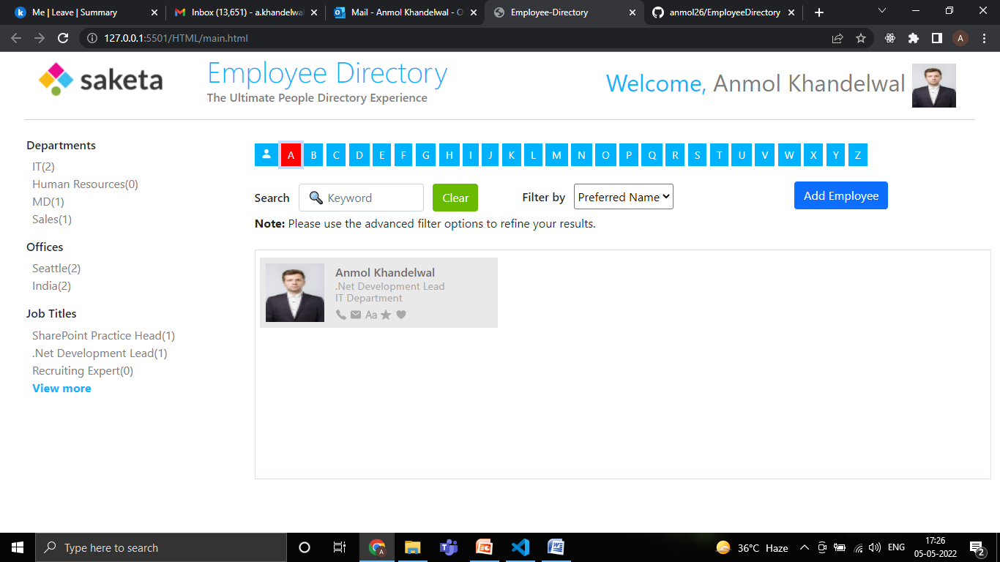 Me | Leave | Summary
Inbox (13,651) - a.khandelwa
Mail - Anmol Khandelwal - O
Employee-Directory
anmol26/EmployeeDirectory
127.0.0.1:5501/HTML/main.html
A
saketa
Employee Directory
The Ultimate People Directory Experience
Welcome, Anmol Khandelwal
Departments
IT(2)
Human Resources(0)
MD(1)
Sales(1)
Offices
Seattle(2)
India(2)
Job Titles
SharePoint Practice Head(1)
.Net Development Lead(1)
Recruiting Expert(0)
View more
A B C D E F G H I J K L M N O P Q R S T U V W X Y Z
Search Keyword Clear Filter by Preferred Name Add Employee
Note: Please use the advanced filter options to refine your results.
Anmol Khandelwal
.Net Development Lead
IT Department
Aa
Type here to search
A
36°C Haze
ENG
17:26
05-05-2022
2